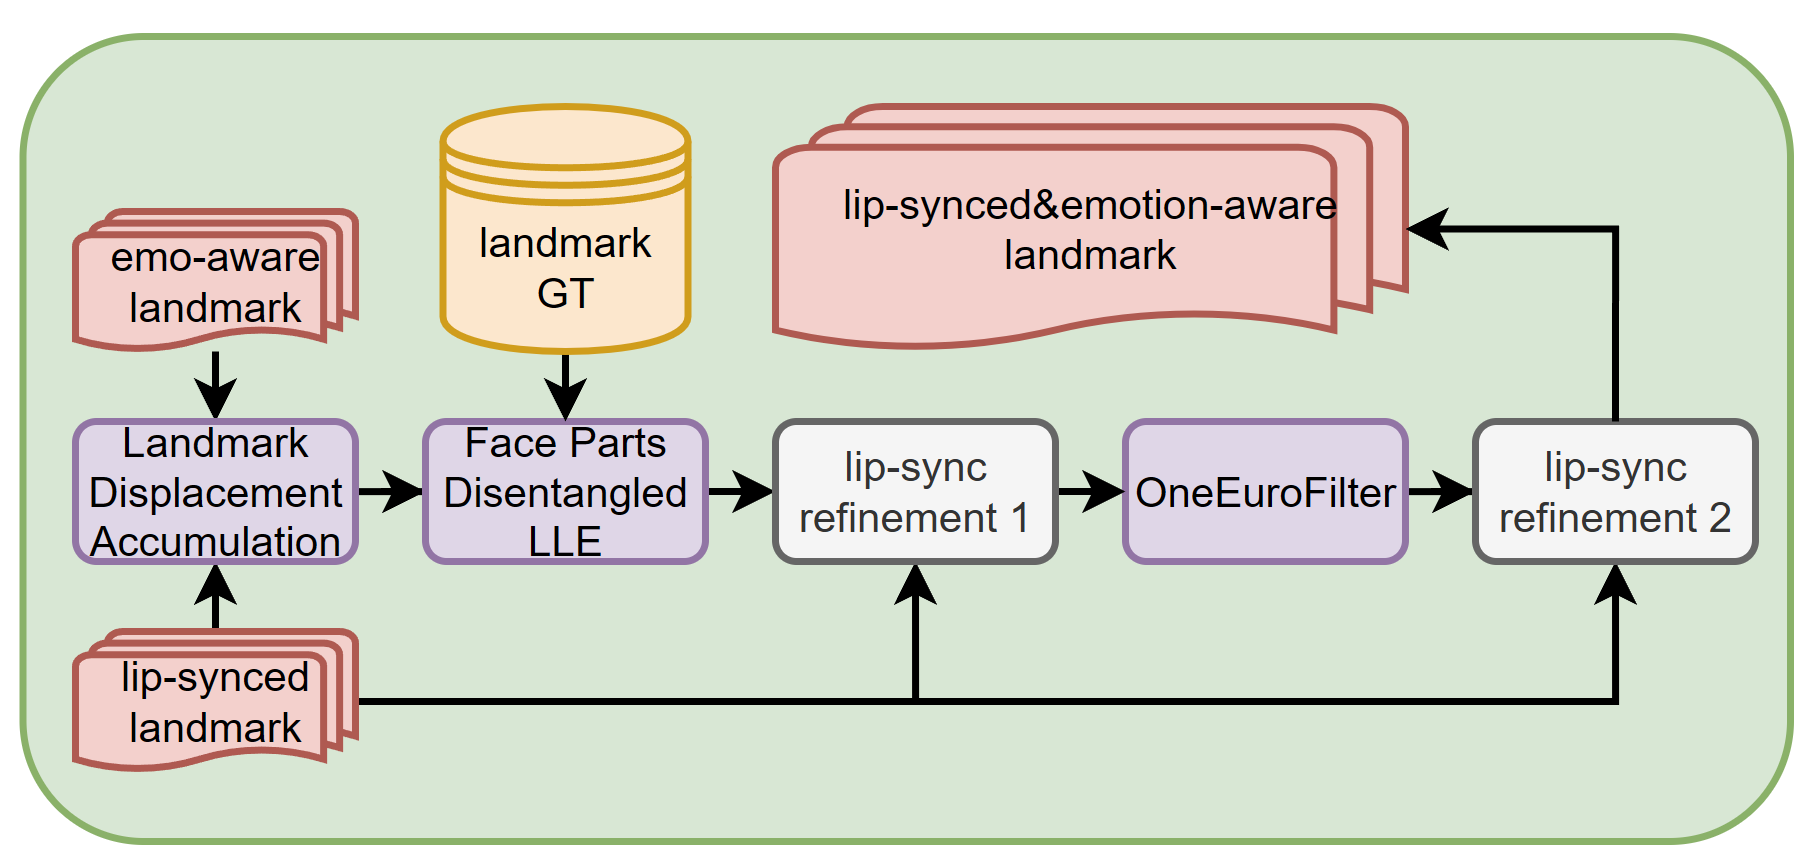 emo-aware
landmark
landmark
GT
lip-synced&emotion-aware
landmark
Landmark
Displacement
Accumulation
Face Parts
Disentangled
LLE
lip-sync
refinement 1
OneEuroFilter
lip-sync
refinement 2
lip-synced
landmark